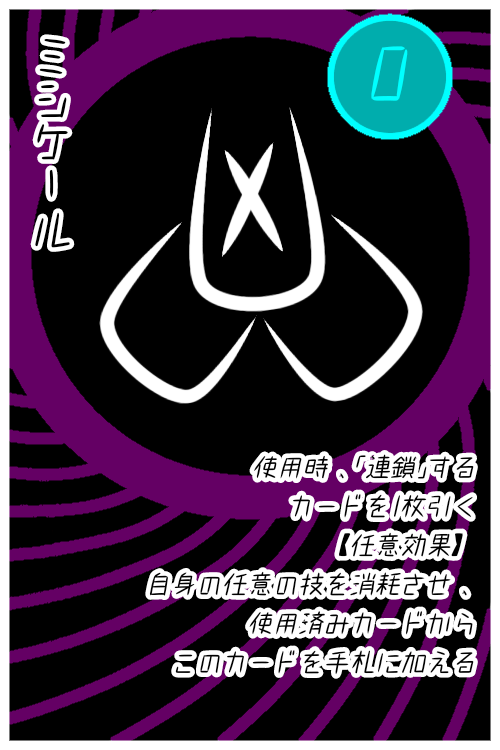 ミツケール
0
使用時、「連鎖」する
カードを1枚引く
【任意効果】
自身の任意の技を消耗させ、
使用済みカードから
このカードを手札に加える